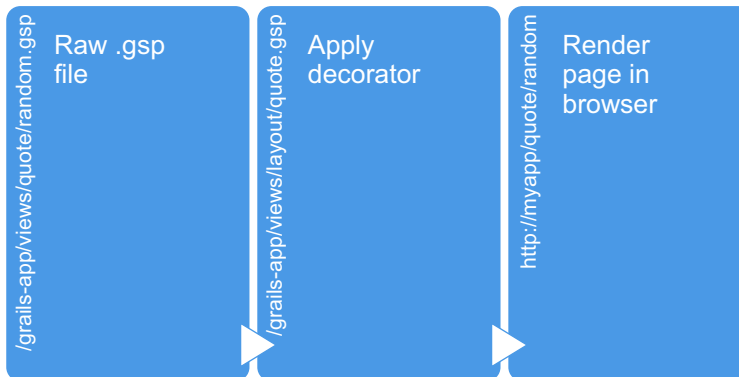 /grails-app/views/quote/random.gsp
Raw .gsp
file
/grails-app/views/layout/quote.gsp
Apply
decorator
http://myapp/quote/random
Render
page in
browser